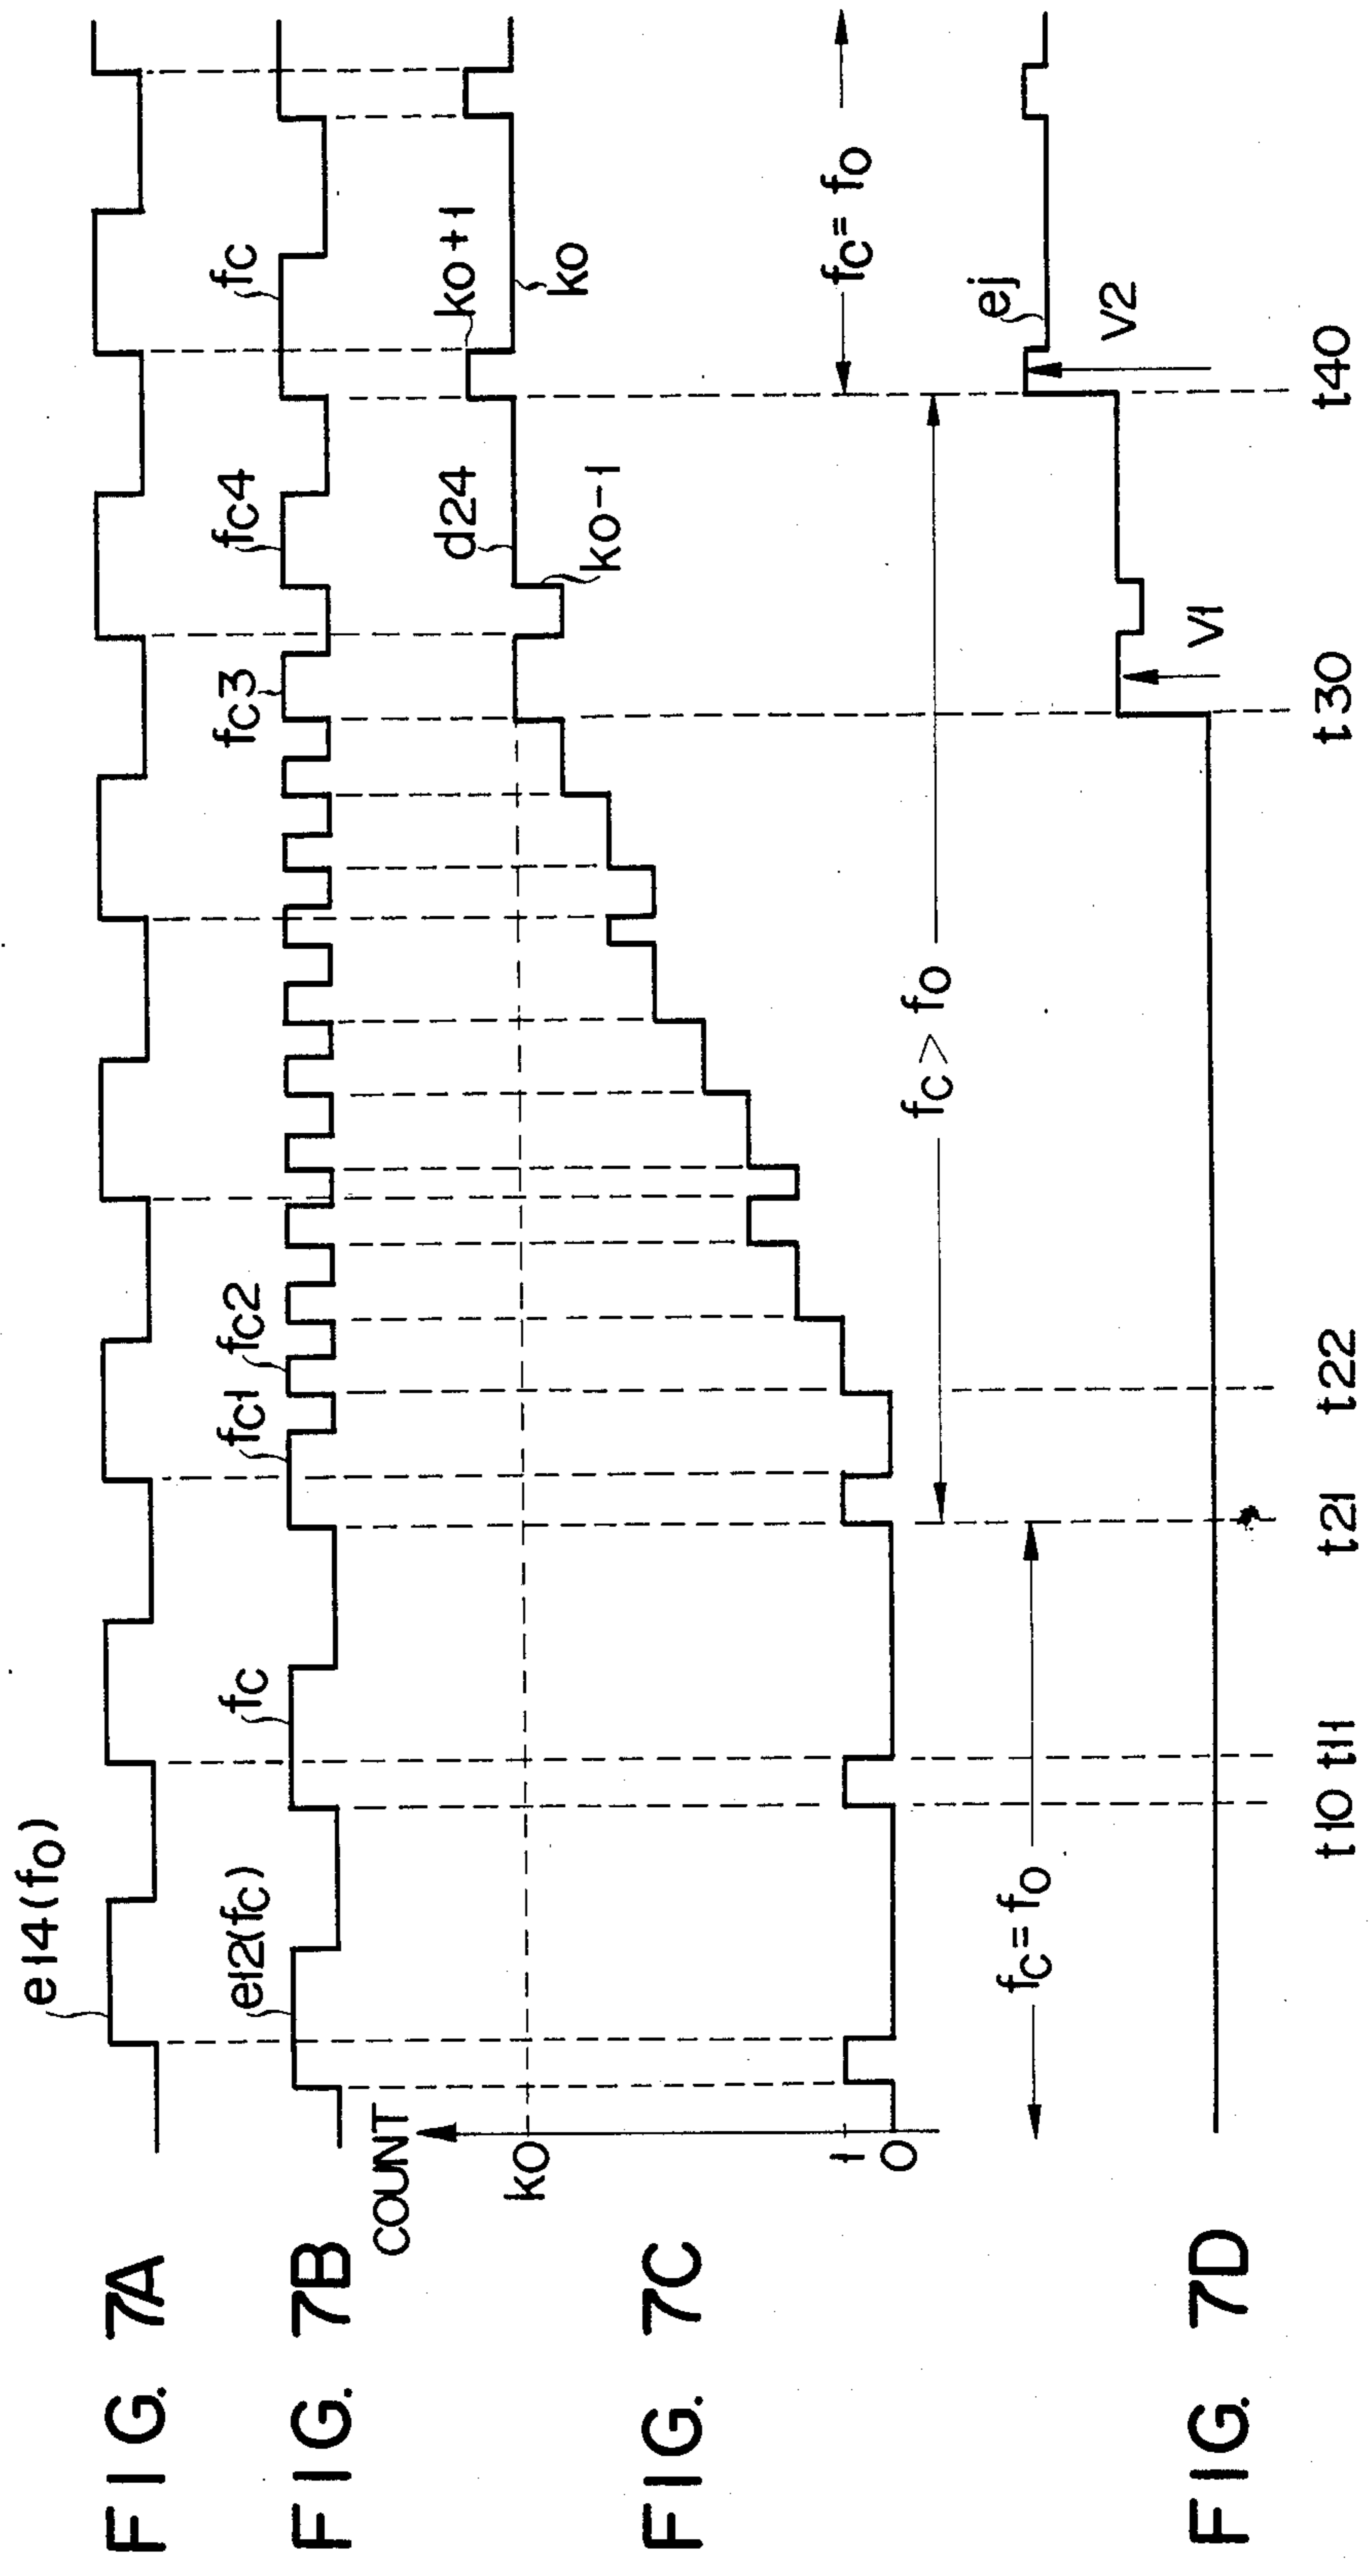 FIG. 7A
e14(fo)
FIG. 7B
e12(fc)
fc
fc1
fc2
fc3
fc4
fc
FIG. 7C
COUNT
ko
1
0
d24
ko-1
ko+1
ko
fc=fo
fc>fo
fc=fo
FIG. 7D
V1
V2
ej
t10 t11 t21 t22 t30 t40